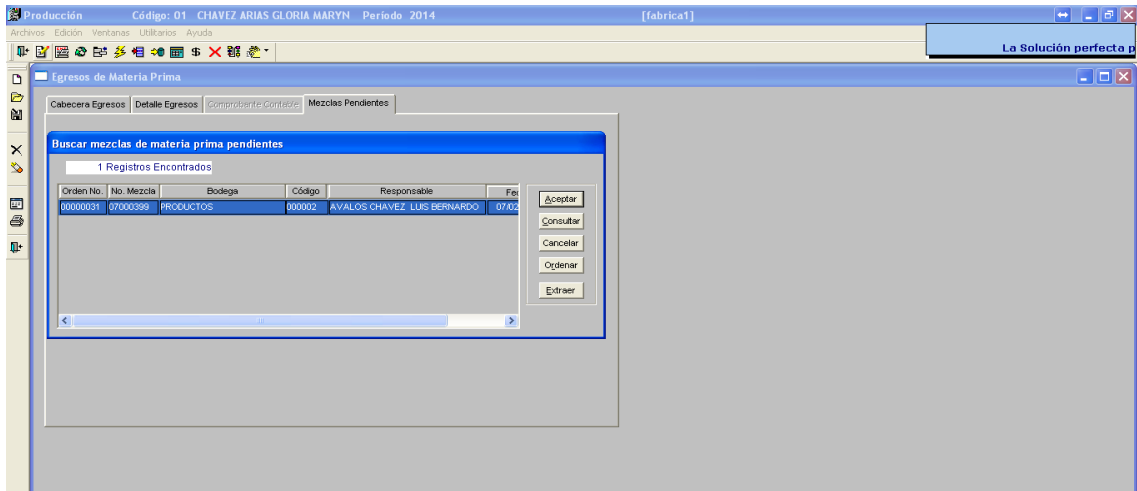 Producción Código: 01 CHAVEZ ARIAS GLORIA MARYN Periodo 2014 [fabrica1]
Archivos Edición Ventanas Utilitarios Ayuda
La Solución perfecta p
Egresos de Materia Prima
Cabecera Egresos Detalle Egresos Comprobante Contable Mezclas Pendientes
Buscar mezclas de materia prima pendientes
1 Registros Encontrados
Orden No. No. Mezcla Bodega Código Responsable Fec
00000031 07000399 PRODUCTOS 000002 AVALOS CHAVEZ LUIS BERNARDO 07/02
Aceptar
Consultar
Cancelar
Ordenar
Extraer